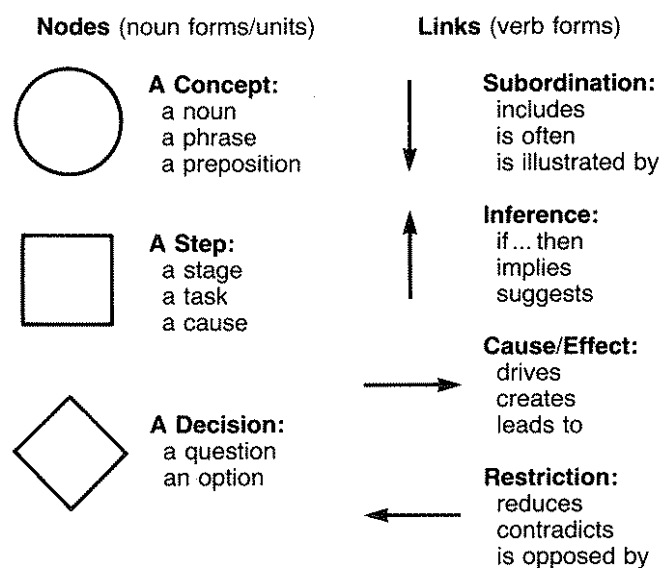 Nodes (noun forms/units)
A Concept:
a noun
a phrase
a preposition
A Step:
a stage
a task
a cause
A Decision:
a question
an option
Links (verb forms)
Subordination:
includes
is often
is illustrated by
Inference:
if ... then
implies
suggests
Cause/Effect:
drives
creates
leads to
Restriction:
reduces
contradicts
is opposed by